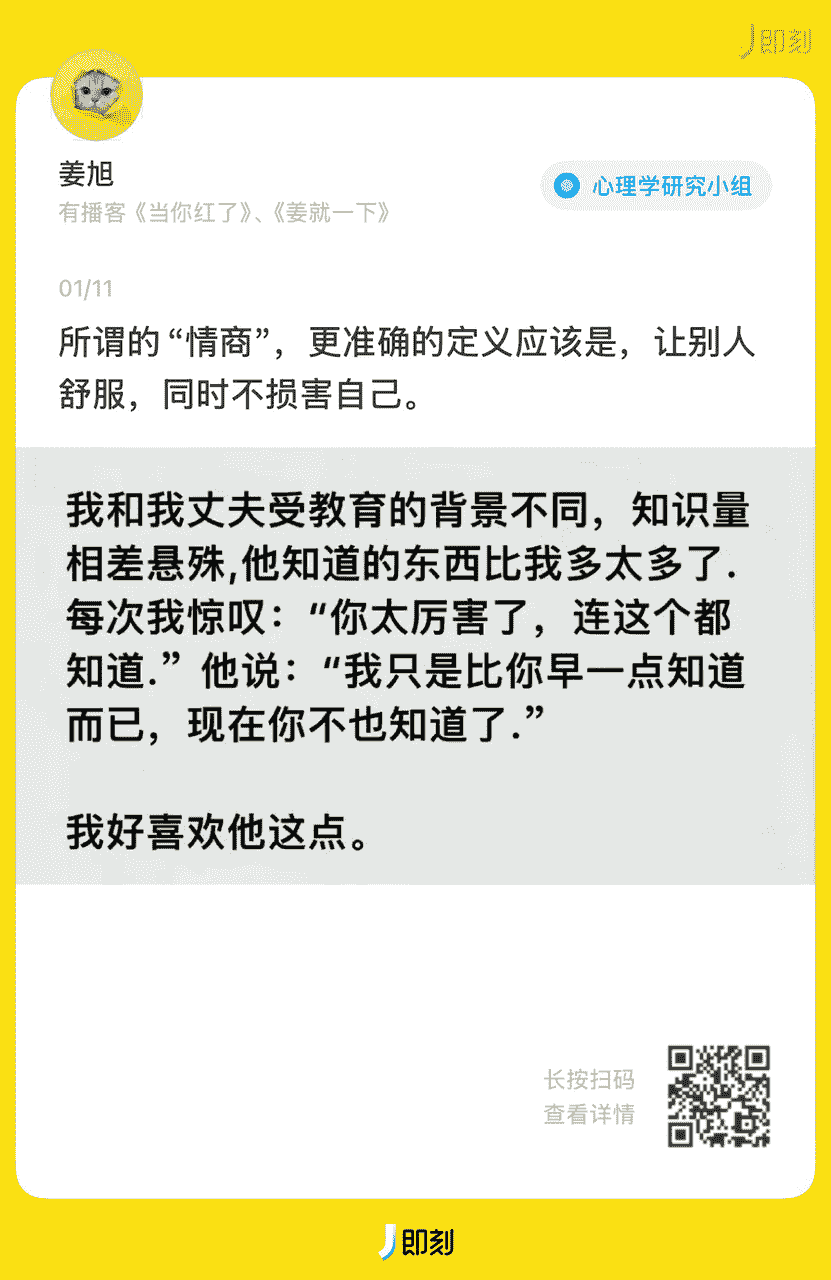 即刻
姜旭
有播客《当你红了》、《姜就一下》
心理学研究小组
01/11
所谓的“情商”，更准确的定义应该是，让别人
舒服，同时不损害自己。
我和我丈夫受教育的背景不同，知识量
相差悬殊,他知道的东西比我多太多了.
每次我惊叹：“你太厉害了，连这个都
知道.”他说：“我只是比你早一点知道
而已，现在你不也知道了.”
我好喜欢他这点。
长按扫码
查看详情
即刻